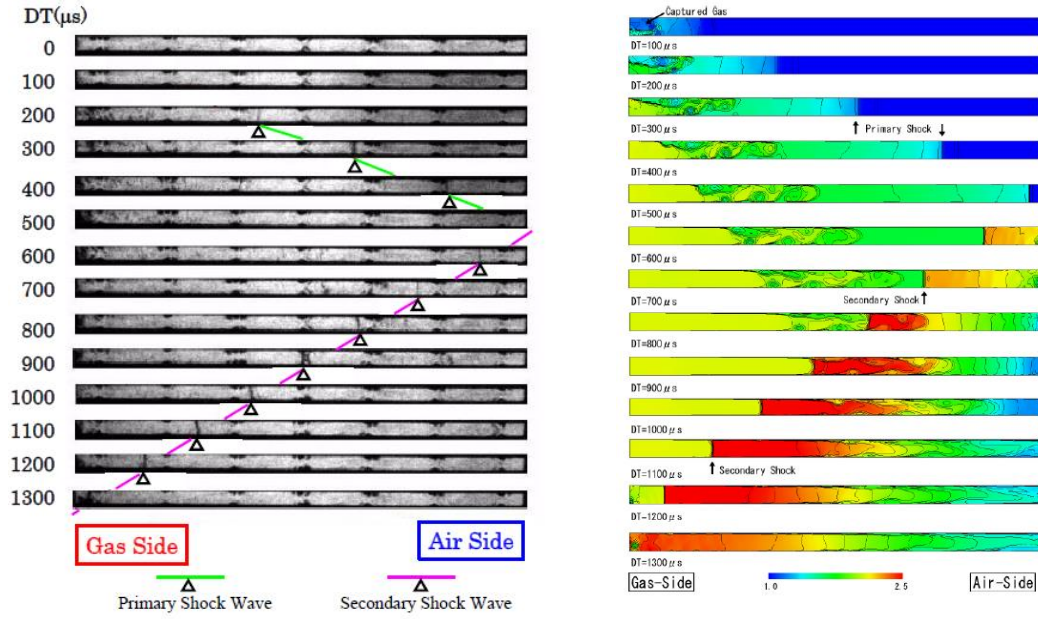 DT(μs)
0
100
200
300
400
500
600
700
800
900
1000
1100
1200
1300
Gas Side
Air Side
Primary Shock Wave
Secondary Shock Wave
Captured Gas
DT=100μs
DT=200μs
DT=300μs
Primary Shock
DT=400μs
DT=500μs
DT=600μs
DT=700μs
Secondary Shock
DT=800μs
DT=900μs
DT=1000μs
DT=1100μs
Secondary Shock
DT=1200μs
DT=1300μs
Gas-Side
1.0
2.5
Air-Side